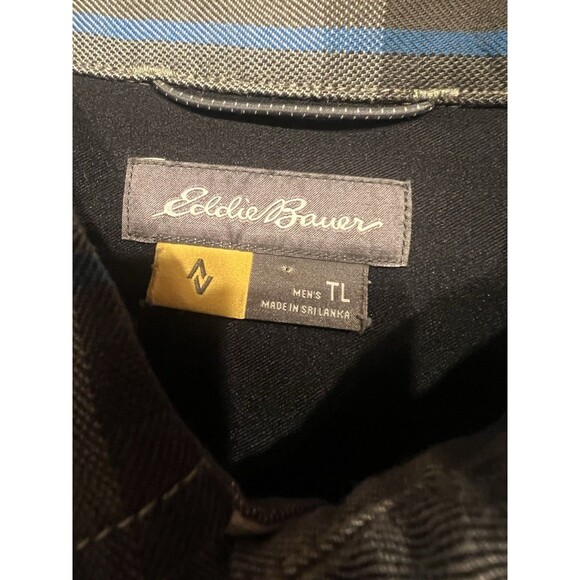 Eddie Bauer
MEN'S TL
MADE IN SRI LANKA